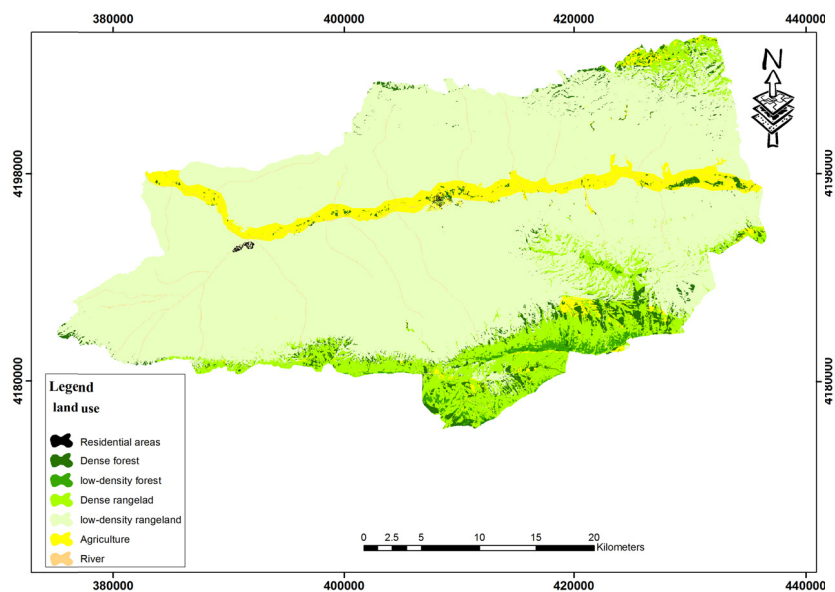 380000 400000 420000 440000
N
4198000 4198000
4180000 4180000
Legend
land use
Residential areas
Dense forest
low-density forest
Dense rangelad
low-density rangeland
Agriculture
River
0 2.5 5 10 15 20
Kilometers
380000 400000 420000 440000